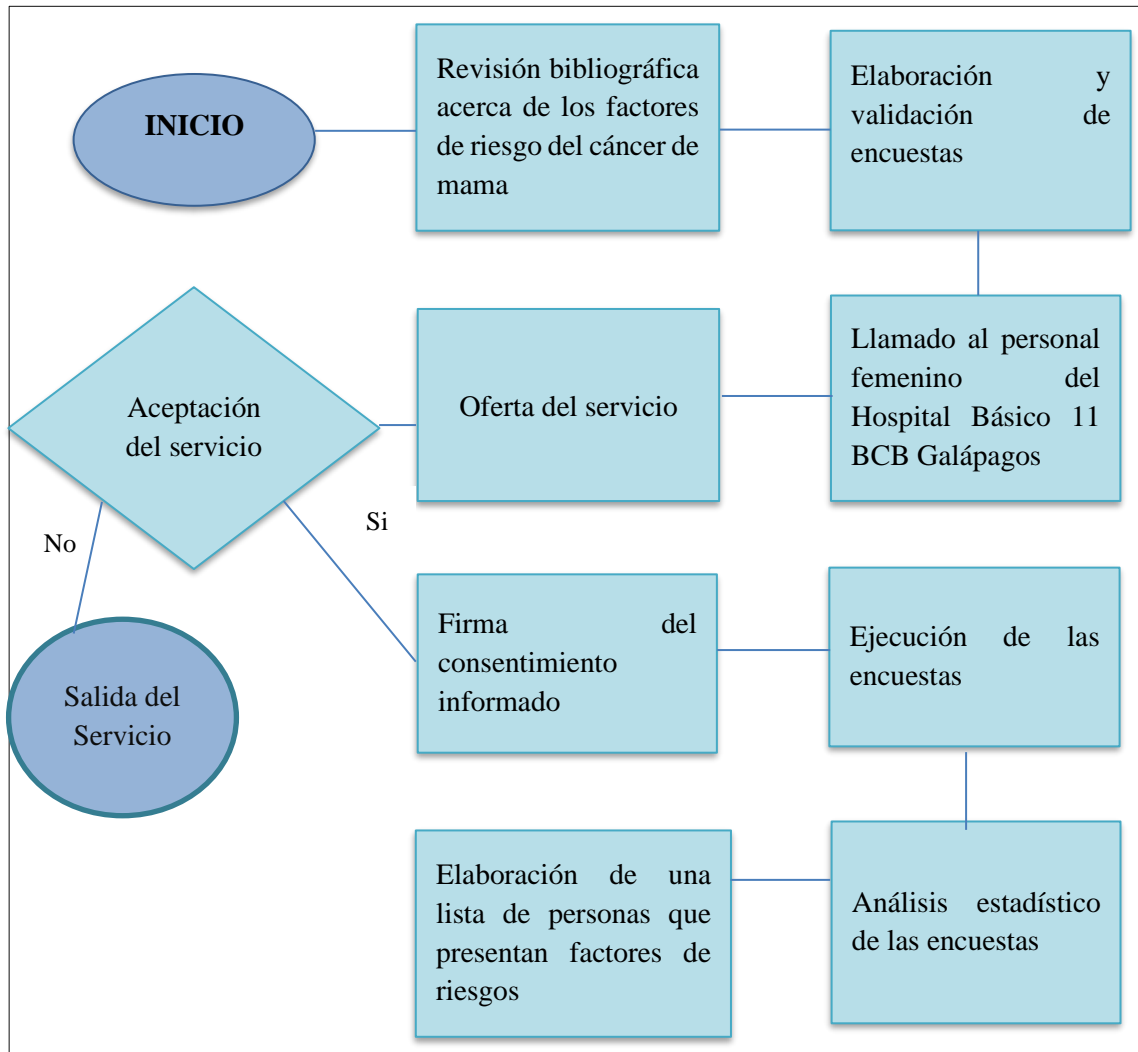 INICIO
Revisión bibliográfica
acerca de los factores
de riesgo del cáncer de
mama
Elaboración y
validación de
encuestas
Llamado al personal
femenino del
Hospital Básico 11
BCB Galápagos
Oferta del servicio
Aceptación
del servicio
No
Si
Salida del
Servicio
Firma del
consentimiento
informado
Ejecución de las
encuestas
Análisis estadístico
de las encuestas
Elaboración de una
lista de personas que
presentan factores de
riesgos